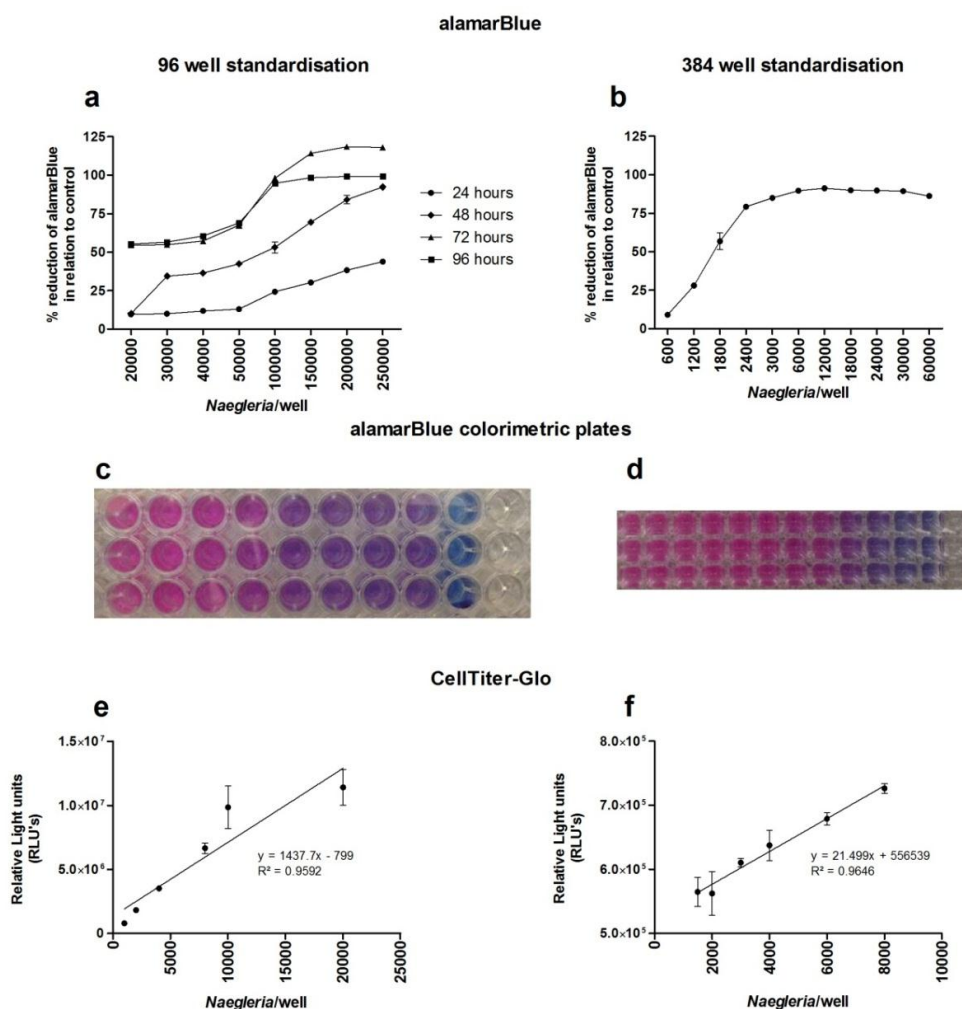 alamarBlue
96 well standardisation
384 well standardisation
a
% reduction of alamarBlue
in relation to control
125
100
75
50
25
0
20000
30000
40000
50000
100000
150000
200000
250000
Naegleria/well
24 hours
48 hours
72 hours
96 hours
b
% reduction of alamarBlue
in relation to control
125
100
75
50
25
0
600
1200
1800
2400
3000
6000
12000
18000
24000
30000
60000
Naegleria/well
alamarBlue colorimetric plates
c
d
CellTiter-Glo
e
Relative Light units
(RLU's)
1.5×10⁷
1.0×10⁷
5.0×10⁶
0
y = 1437.7x - 799
R² = 0.9592
0
5000
10000
15000
20000
25000
Naegleria/well
f
Relative Light units
(RLU's)
8.0×10⁵
7.0×10⁵
6.0×10⁵
5.0×10⁵
y = 21.499x + 556539
R² = 0.9646
0
2000
4000
6000
8000
10000
Naegleria/well